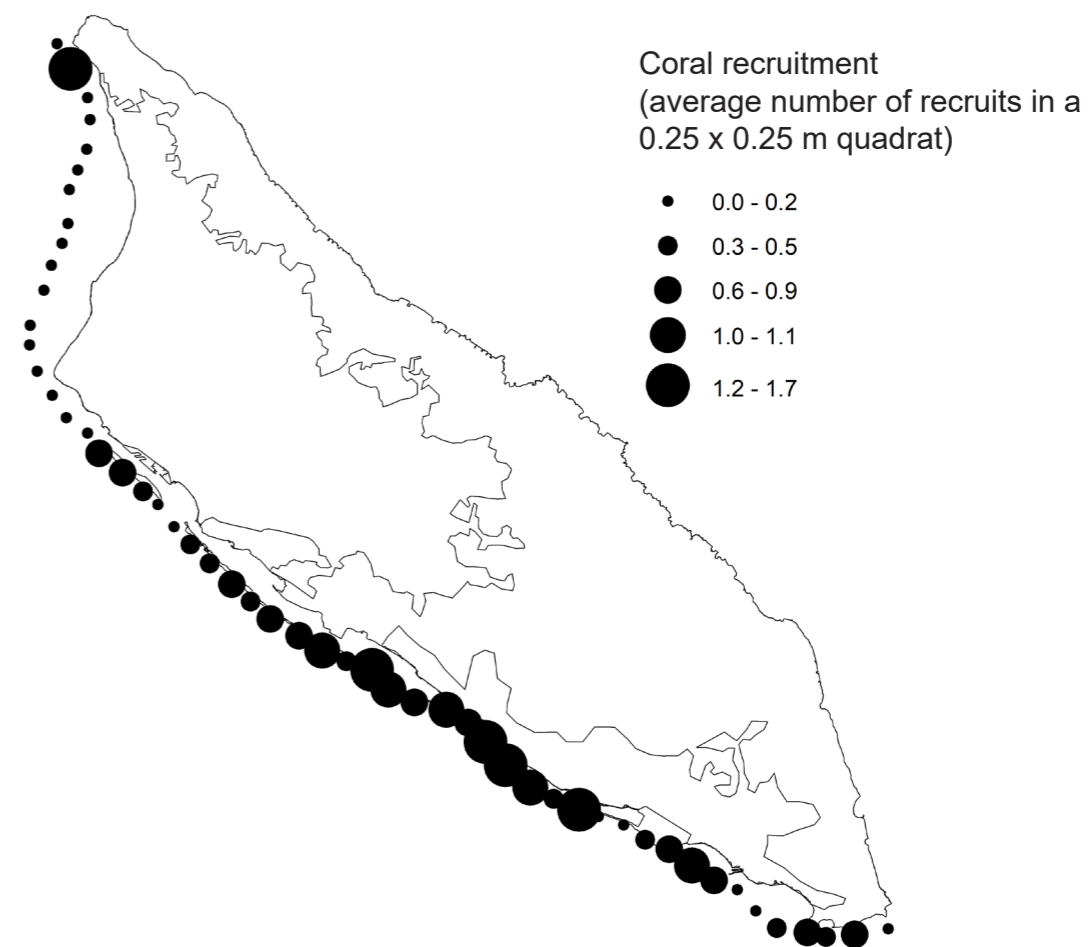 Coral recruitment
(average number of recruits in a
0.25 x 0.25 m quadrat)
0.0 - 0.2
0.3 - 0.5
0.6 - 0.9
1.0 - 1.1
1.2 - 1.7